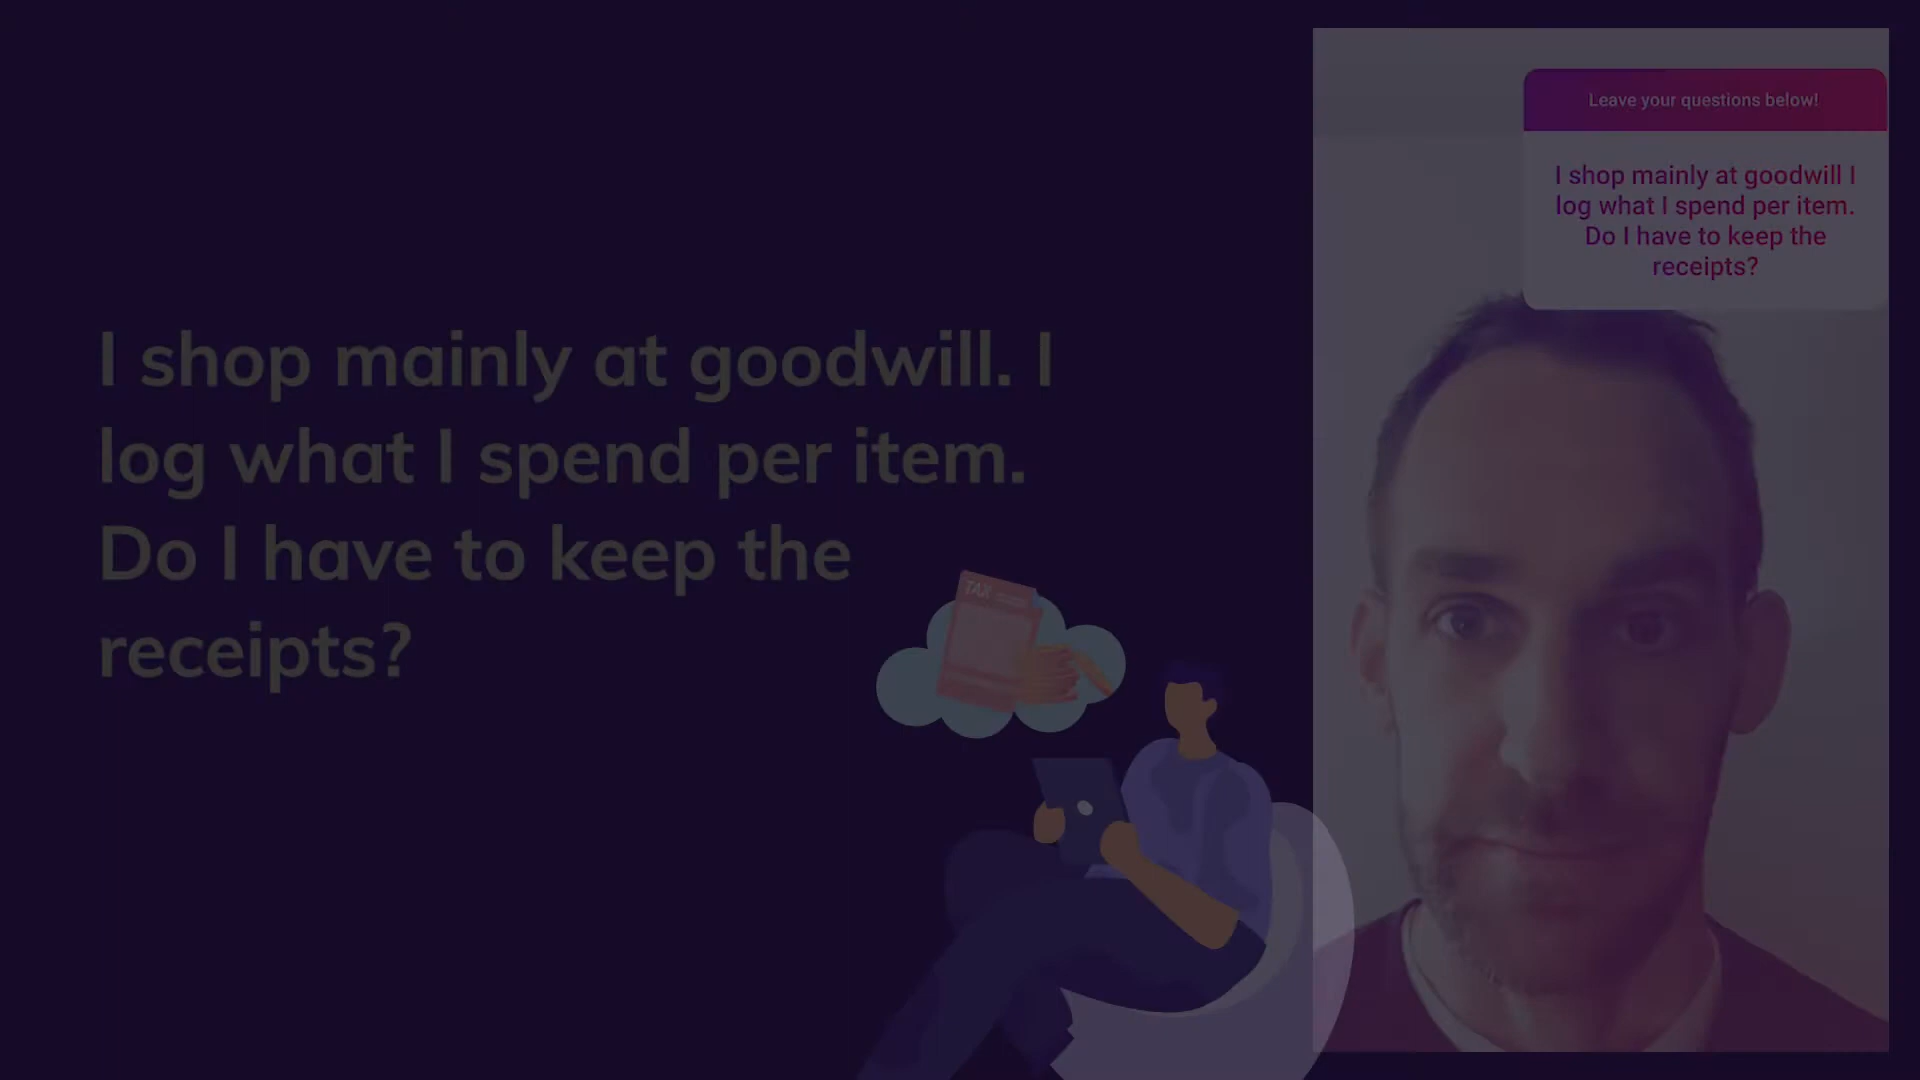 I shop mainly at goodwill. I
log what I spend per item.
Do I have to keep the
receipts?
TAX
Leave your questions below!
I shop mainly at goodwill I
log what I spend per item.
Do I have to keep the
receipts?